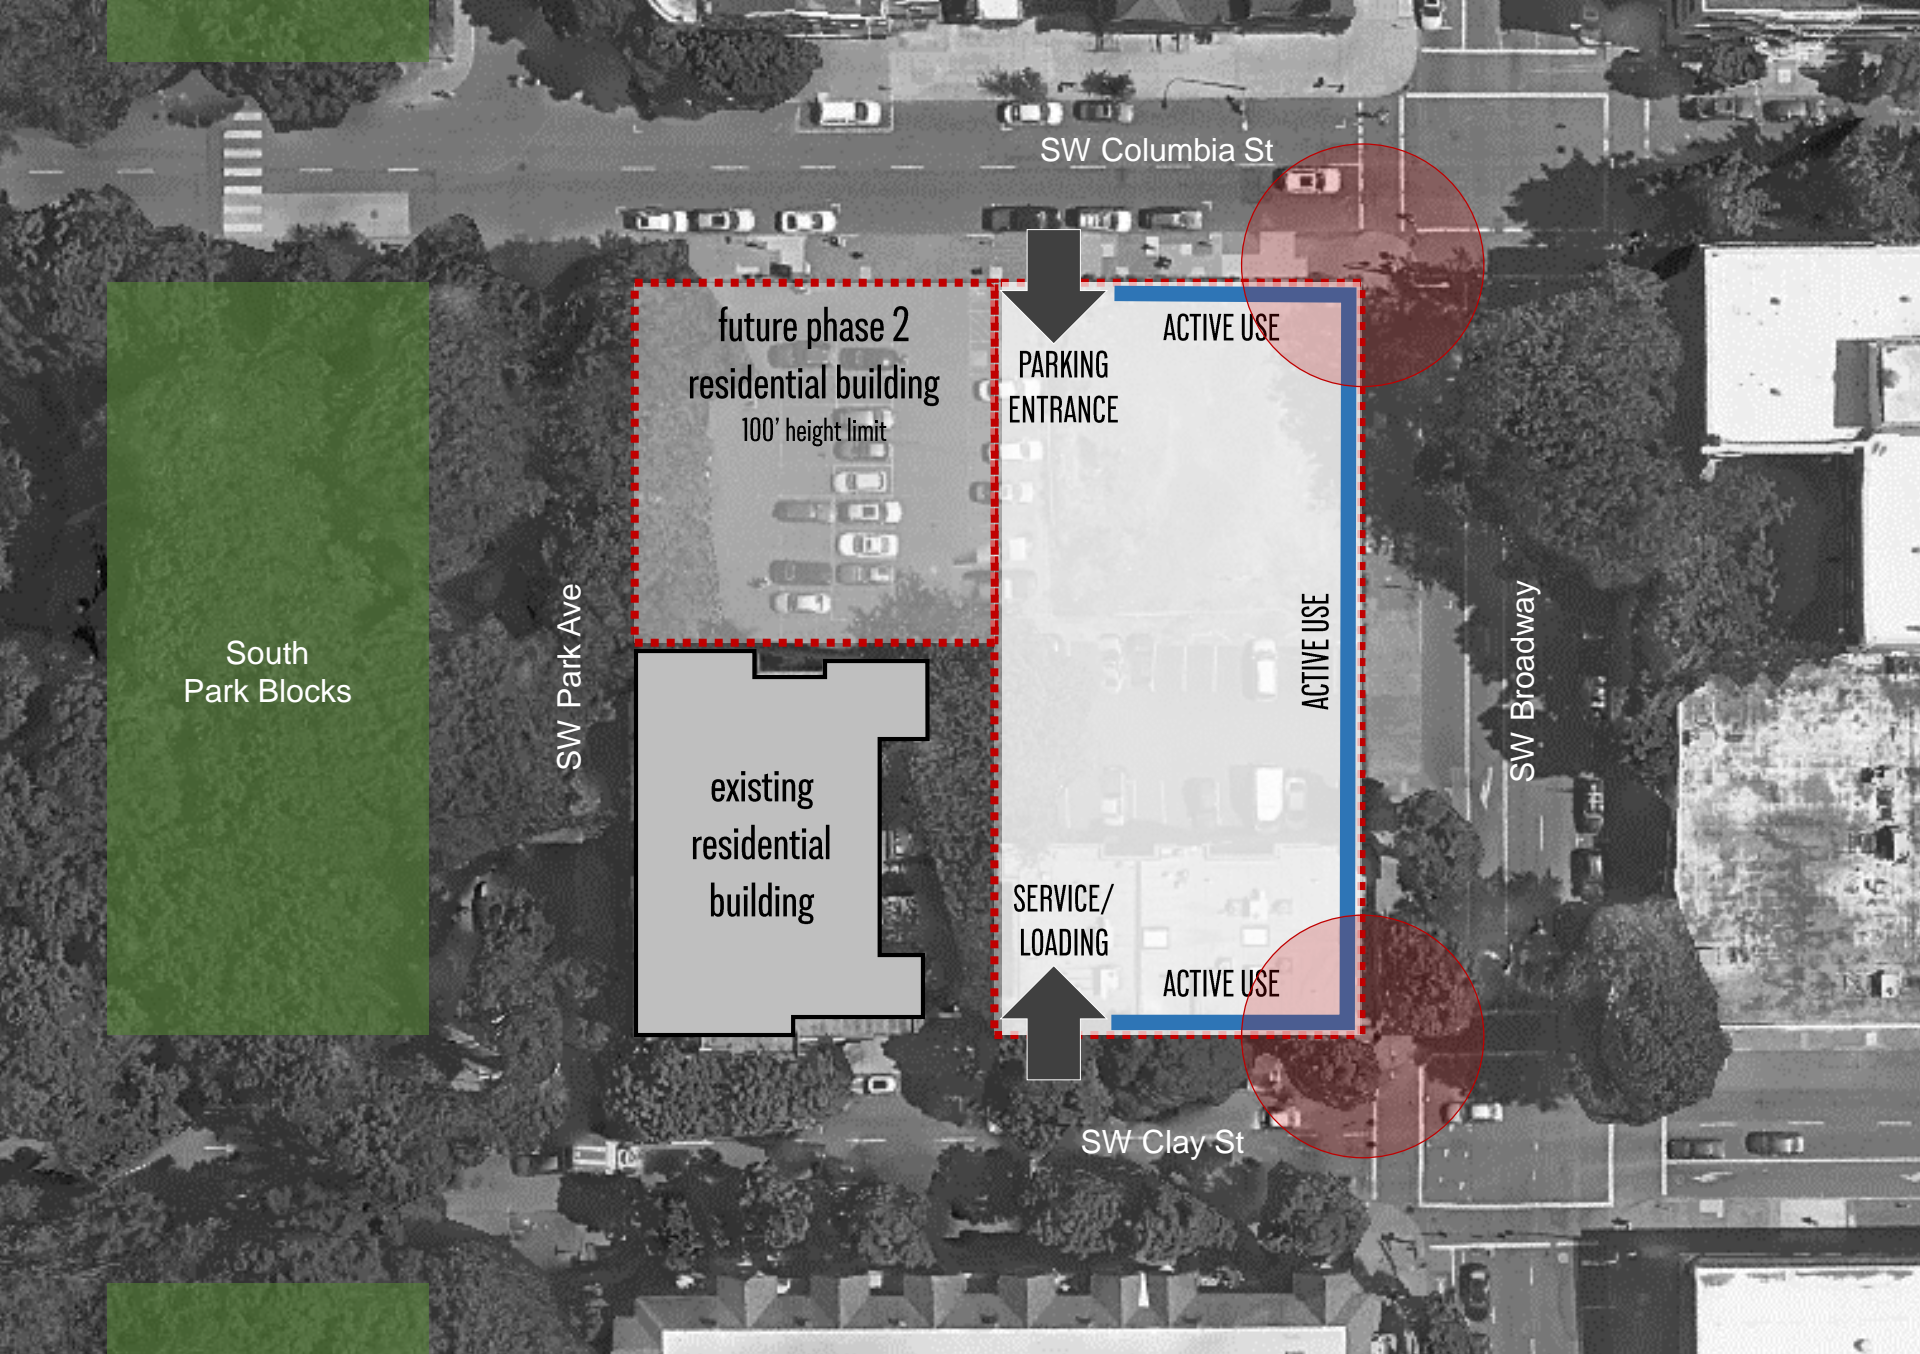 SW Columbia St
future phase 2
residential building
100' height limit
PARKING
ENTRANCE
ACTIVE USE
South
Park Blocks
SW Park Ave
ACTIVE USE
SW Broadway
existing
residential
building
SERVICE/
LOADING
ACTIVE USE
SW Clay St